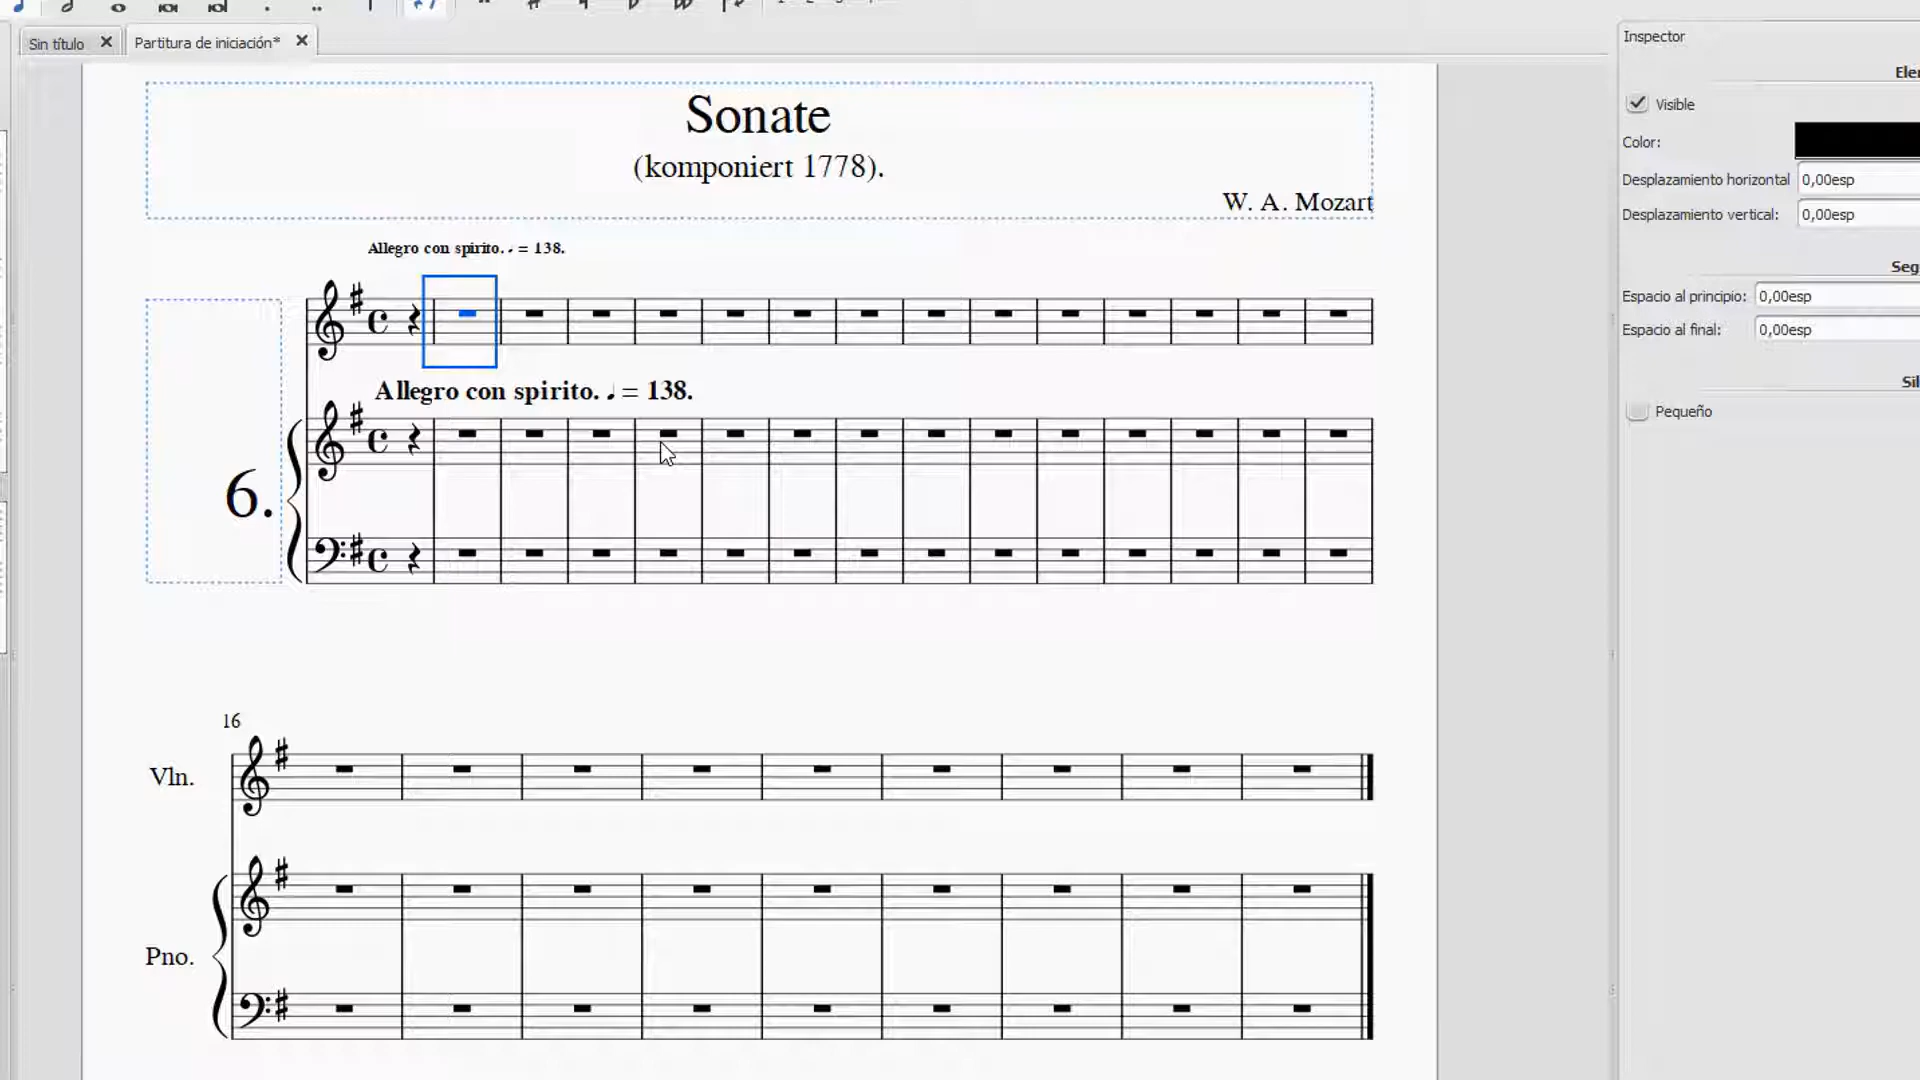 Sin título
Partitura de iniciación*
Inspector
Visible
Color:
Desplazamiento horizontal 0,00esp
Desplazamiento vertical: 0,00esp
Espacio al principio: 0,00esp
Espacio al final: 0,00esp
Pequeño
Sonate
(komponiert 1778).
W. A. Mozart
Allegro con spirito. ♩ = 138.
Allegro con spirito. ♩ = 138.
6.
16
Vln.
Pno.